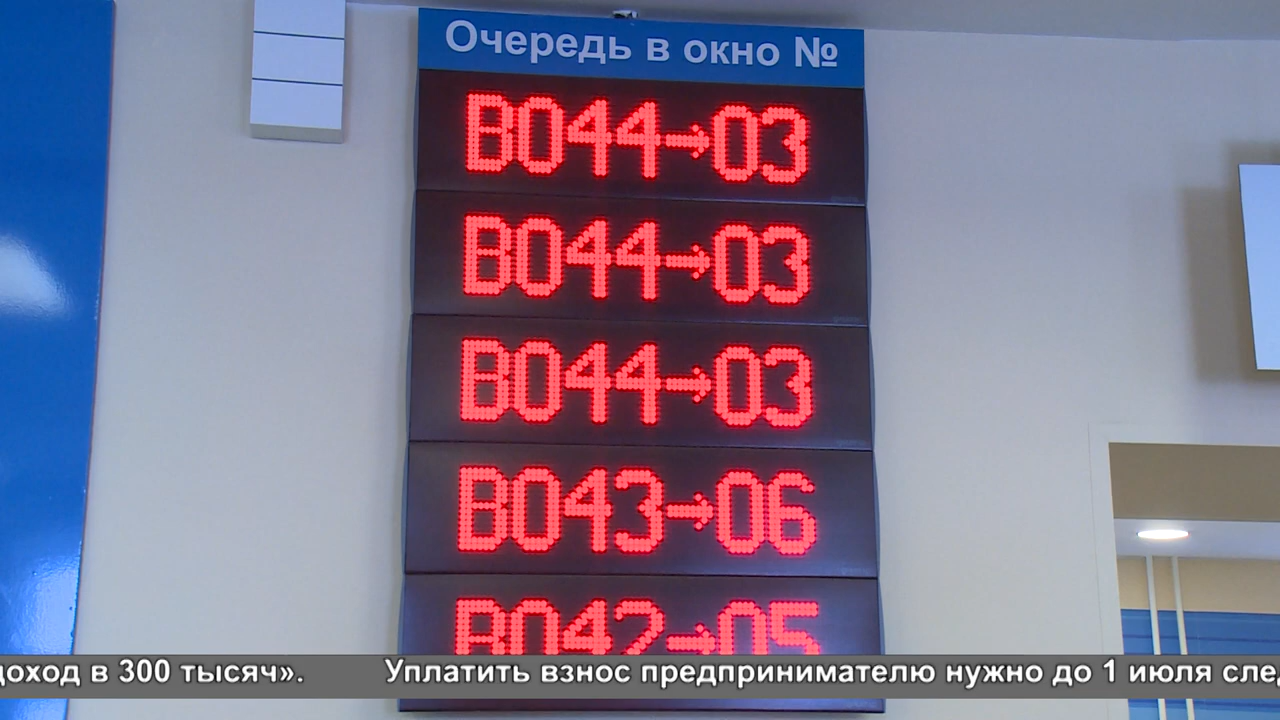 Очередь в окно №
В044→03
В044→03
В044→03
В043→06
В042→05
доход в 300 тысяч». Уплатить взнос предпринимателю нужно до 1 июля